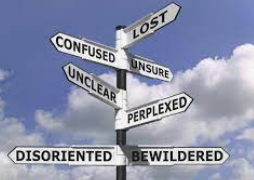 LOST
CONFUSED
UNSURE
UNCLEAR
PERPLEXED
DISORIENTED
BEWILDERED